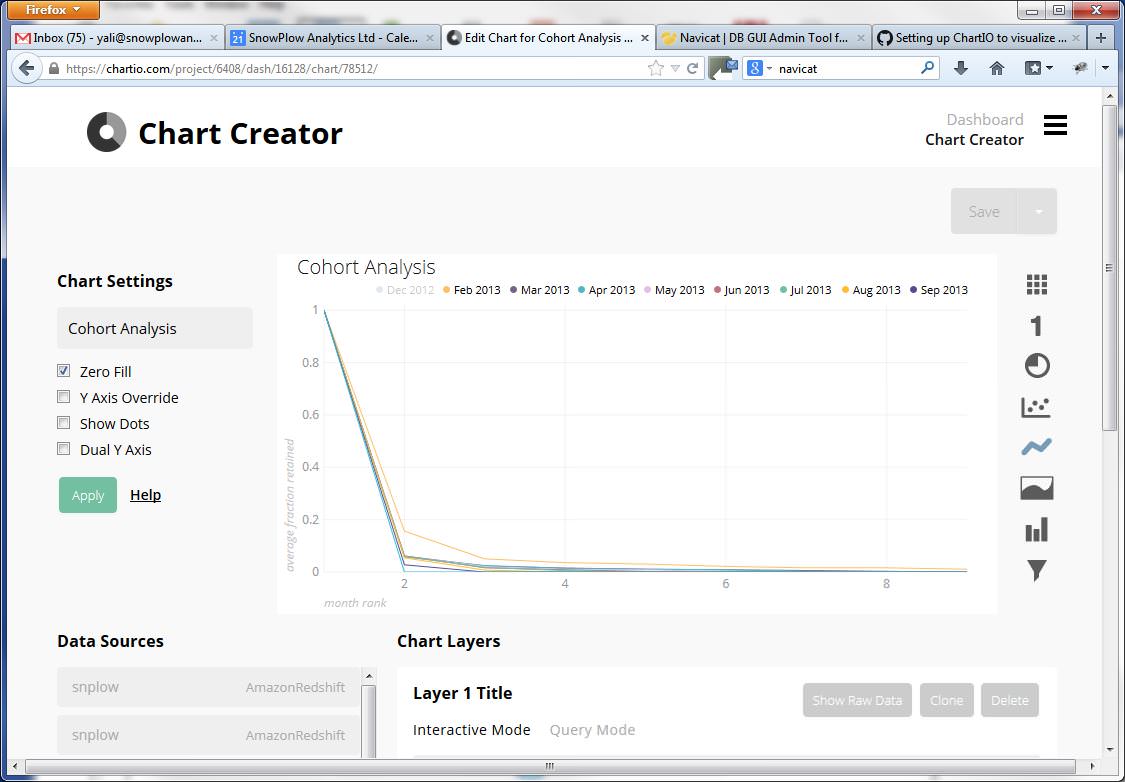 Firefox
Inbox (75) - yali@snowplowan...
21
SnowPlow Analytics Ltd - Cale...
Edit Chart for Cohort Analysis ...
Navicat | DB GUI Admin Tool f...
Setting up ChartIO to visualize ...
https://chartio.com/project/6408/dash/16128/chart/78512/
8
navicat
Chart Creator
Dashboard
Chart Creator
Save
Chart Settings
Cohort Analysis
Zero Fill
Y Axis Override
Show Dots
Dual Y Axis
Apply
Help
Cohort Analysis
Dec 2012 Feb 2013 Mar 2013 Apr 2013 May 2013 Jun 2013 Jul 2013 Aug 2013 Sep 2013
1
0.8
0.6
0.4
0.2
0
average fraction retained
2 4 6 8
month rank
1
Data Sources
snplow AmazonRedshift
snplow AmazonRedshift
Chart Layers
Layer 1 Title
Show Raw Data Clone Delete
Interactive Mode Query Mode